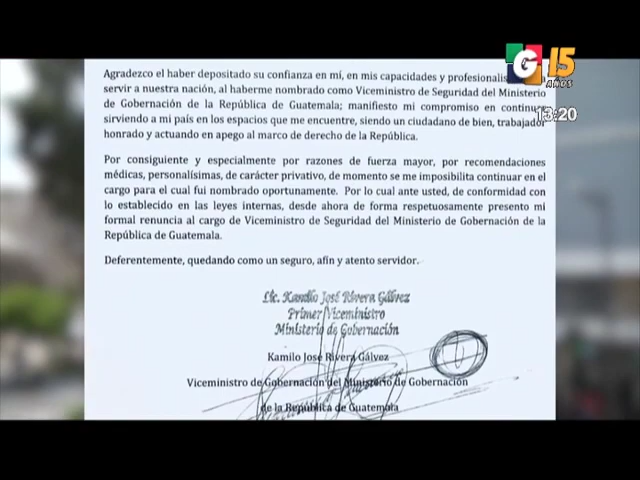 Agradezco el haber depositado su confianza en mí, en mis capacidades y
servir a nuestra nación, al haberme nombrado como Viceministro de Seguridad del Ministerio
de Gobernación de la República de Guatemala; manifiesto mi compromiso en
sirviendo a mi país en los espacios que me encuentre, siendo un ciudadano de bien, trabajador
honrado y actuando en apego al marco de derecho de la República.
Por consiguiente y especialmente por razones de fuerza mayor, por recomendaciones
médicas, personalísimas, de carácter privativo, de momento se me imposibilita continuar en el
cargo para el cual fui nombrado oportunamente. Por lo cual ante usted, de conformidad con
lo establecido en las leyes internas, desde ahora de forma respetuosamente presento mi
formal renuncia al cargo de Viceministro de Seguridad del Ministerio de Gobernación de la
República de Guatemala.
Deferentemente, quedando como un seguro, afín y atento servidor.
Lic. Kamilo José Rivera Gálvez
Primer Viceministro
Ministerio de Gobernación
Kamilo José Rivera Gálvez
Viceministro de Gobernación del Ministerio de Gobernación
de la República de Guatemala
G 15
AÑOS
13:20